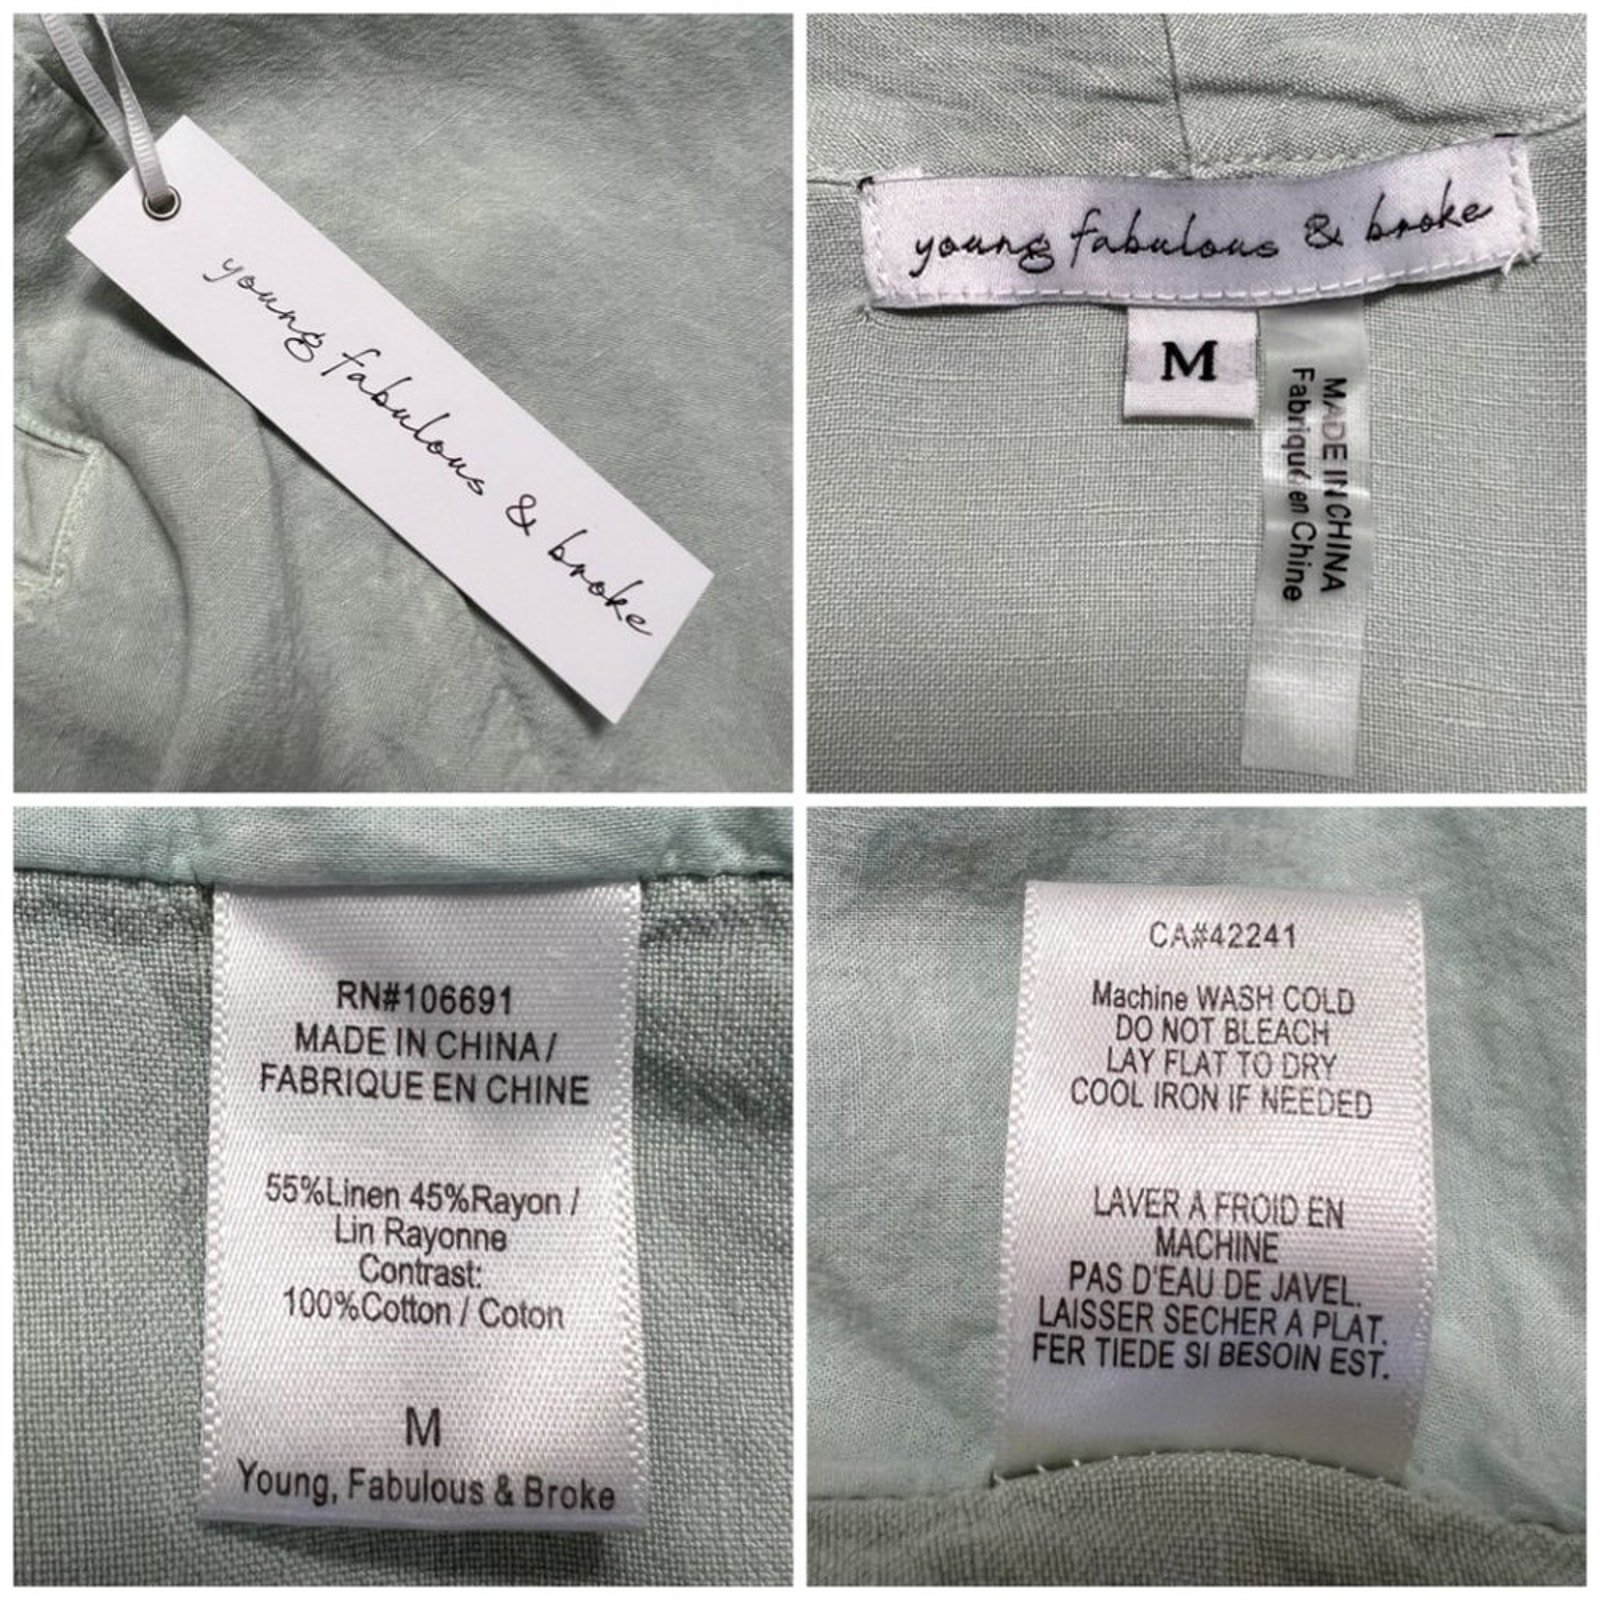 young fabulous & broke
young fabulous & broke
M
MADE IN CHINA
Fabriqué en Chine
RN#106691
MADE IN CHINA /
FABRIQUE EN CHINE
55%Linen 45%Rayon /
Lin Rayonne
Contrast:
100%Cotton / Coton
M
Young, Fabulous & Broke
CA#42241
Machine WASH COLD
DO NOT BLEACH
LAY FLAT TO DRY
COOL IRON IF NEEDED
LAVER A FROID EN
MACHINE
PAS D'EAU DE JAVEL.
LAISSER SECHER A PLAT.
FER TIEDE SI BESOIN EST.